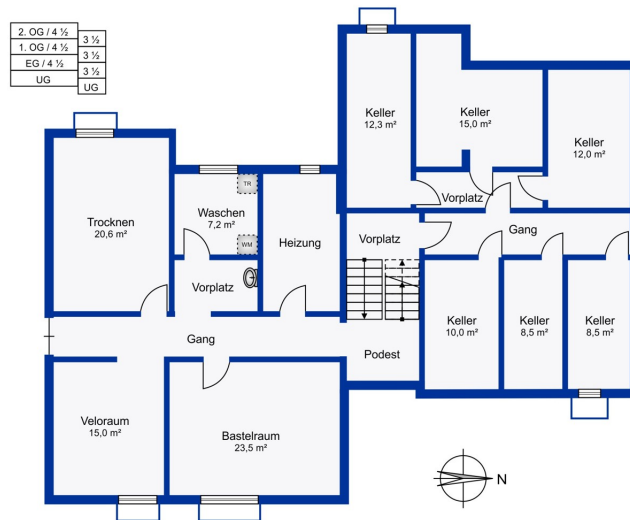 2. OG / 4 ½
3 ½
1. OG / 4 ½
3 ½
EG / 4 ½
3 ½
UG
UG
Keller
12,3 m²
Keller
15,0 m²
Keller
12,0 m²
Trocknen
20,6 m²
TR
Waschen
7,2 m²
WM
Heizung
Vorplatz
Vorplatz
Gang
Vorplatz
Keller
10,0 m²
Keller
8,5 m²
Keller
8,5 m²
Gang
Podest
Veloraum
15,0 m²
Bastelraum
23,5 m²
N